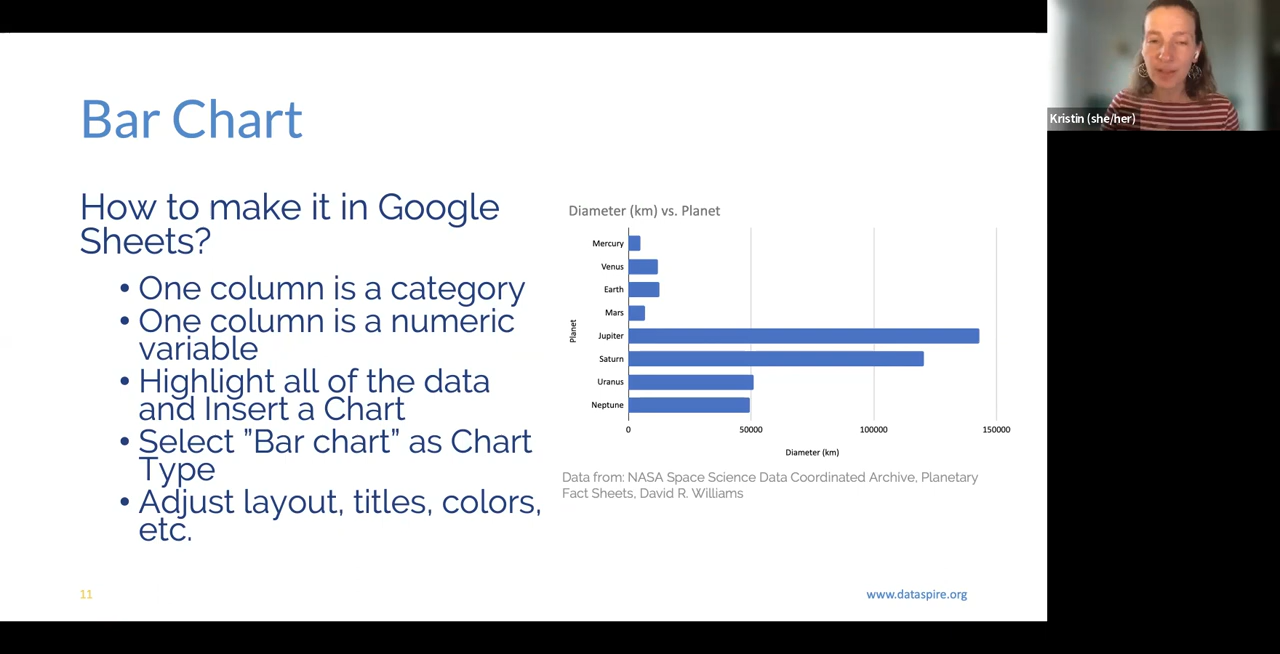 Bar Chart
Kristin (she/her)
How to make it in Google
Sheets?
• One column is a category
• One column is a numeric
variable
• Highlight all of the data
and Insert a Chart
• Select ”Bar chart” as Chart
Type
• Adjust layout, titles, colors,
etc.
Diameter (km) vs. Planet
Planet
Mercury
Venus
Earth
Mars
Jupiter
Saturn
Uranus
Neptune
0 50000 100000 150000
Diameter (km)
Data from: NASA Space Science Data Coordinated Archive, Planetary
Fact Sheets, David R. Williams
11
www.dataspire.org